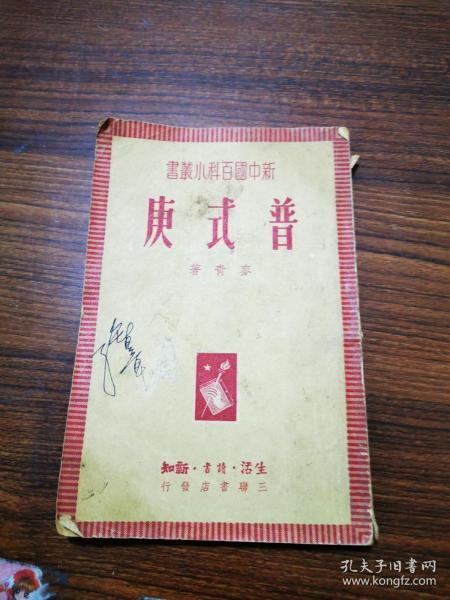 新中國百科小叢書
普式庚
麥青著
生活·讀書·新知
三聯書店發行
孔夫子旧书网
www.kongfz.com